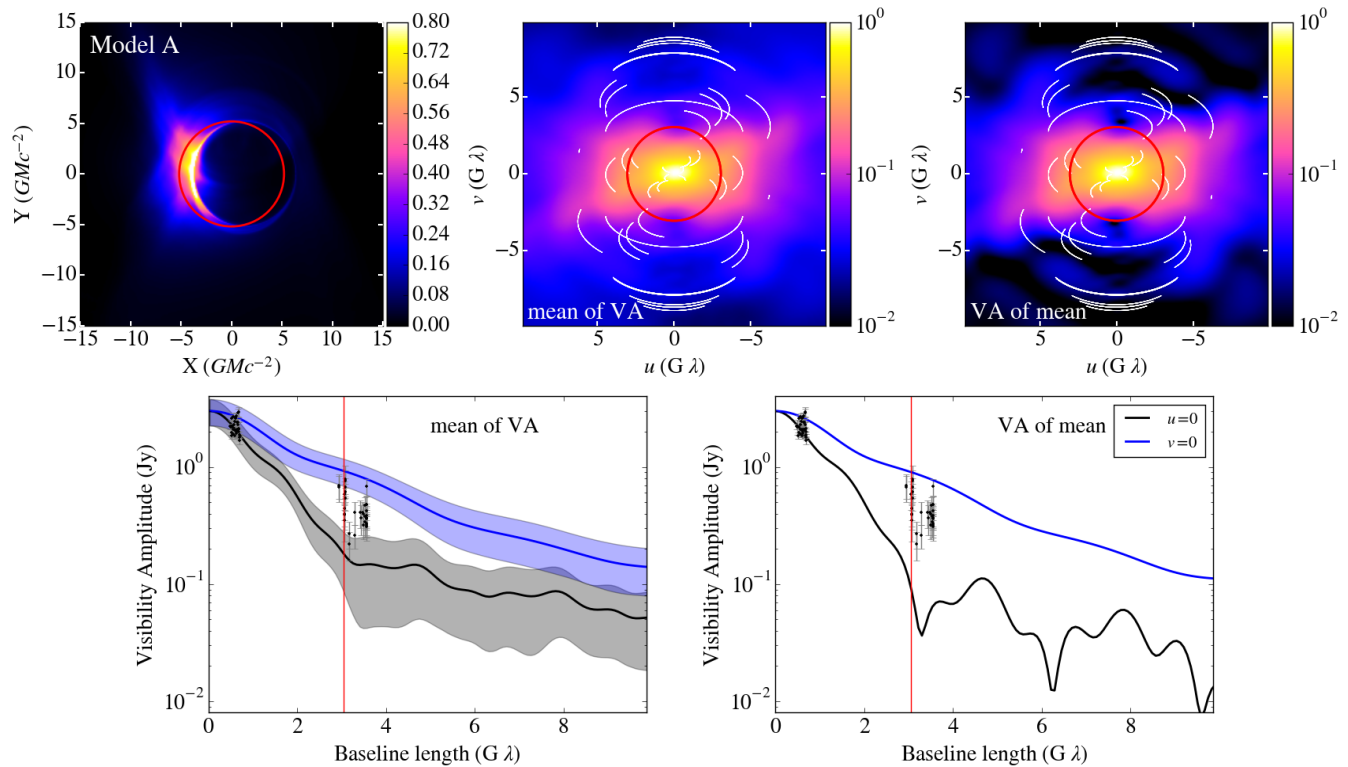 Model A
Y (GMc⁻²)
15
10
5
0
−5
−10
−15
−15 −10 −5 0 5 10 15
X (GMc⁻²)
0.80
0.72
0.64
0.56
0.48
0.40
0.32
0.24
0.16
0.08
0.00
v (G λ)
5
0
−5
mean of VA
5 0 −5
u (G λ)
10⁰
10⁻¹
10⁻²
v (G λ)
5
0
−5
VA of mean
5 0 −5
u (G λ)
10⁰
10⁻¹
10⁻²
mean of VA
Visibility Amplitude (Jy)
10⁰
10⁻¹
10⁻²
0 2 4 6 8
Baseline length (G λ)
VA of mean
u=0
v=0
Visibility Amplitude (Jy)
10⁰
10⁻¹
10⁻²
0 2 4 6 8
Baseline length (G λ)